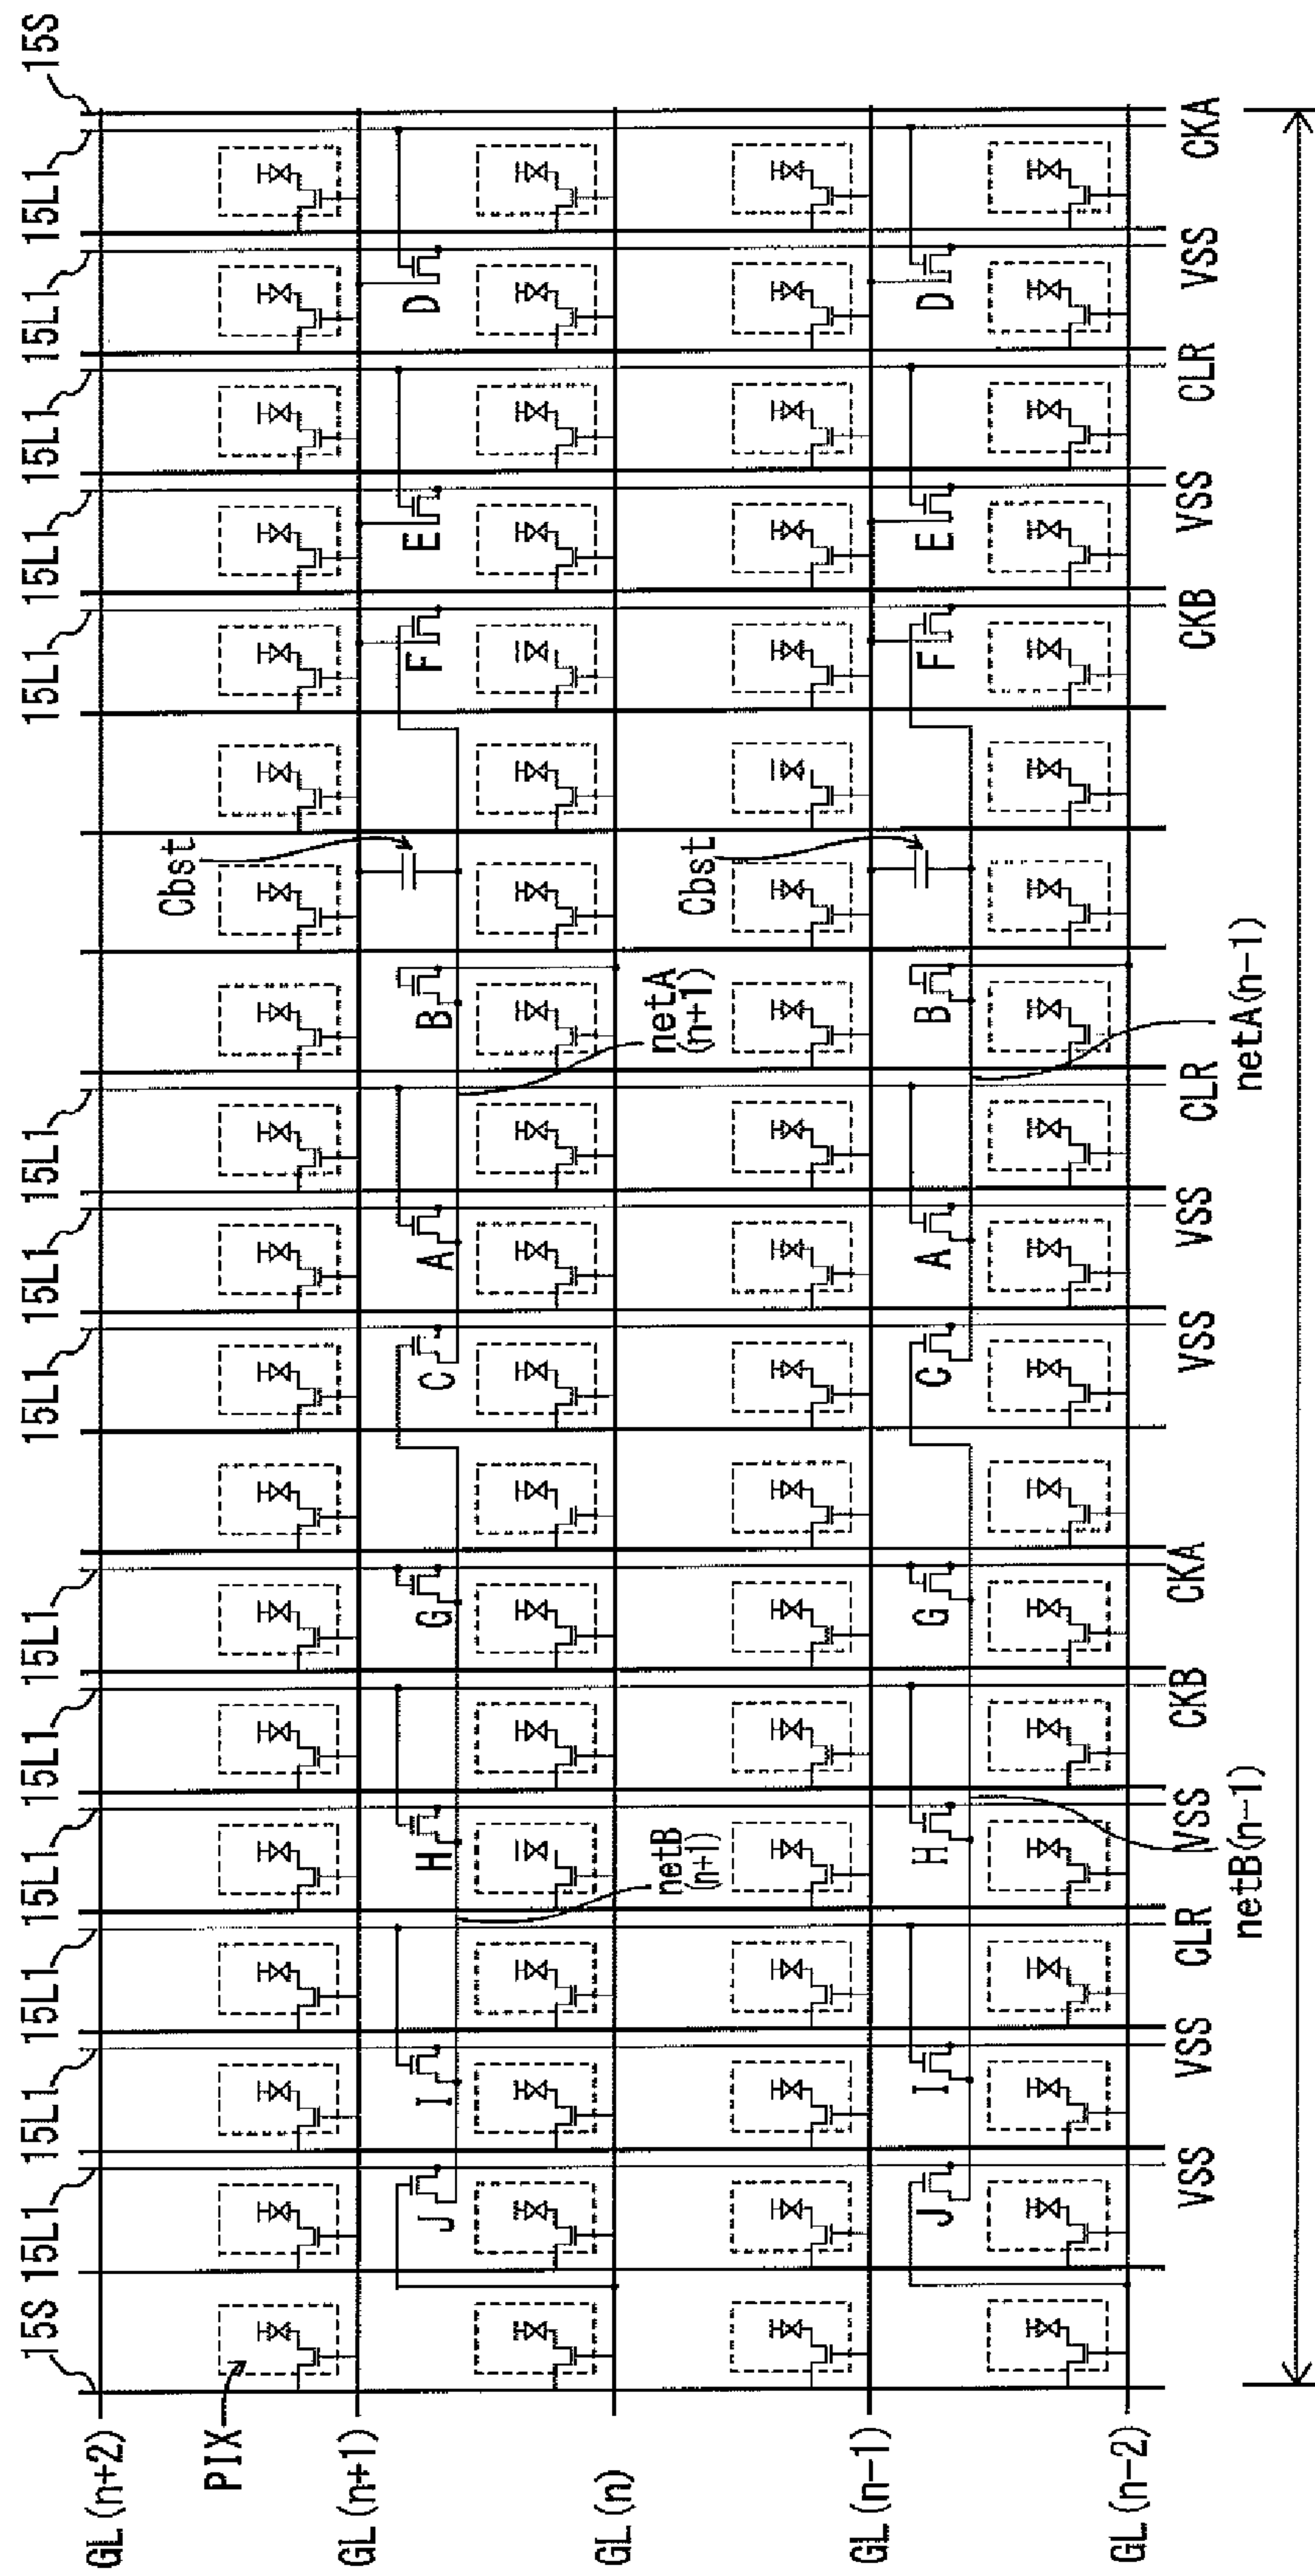 15S 15L1 15L1 15L1 15L1 15L1 15L1 15L1 15L1 15L1 15L1 15L1 15L1 15L1 15L1 15S
GL(n+2)
Cbst
PIX
GL(n+1)
J I H G C A B F E D
netB
(n+1)
netA
(n+1)
GL(n)
Cbst
GL(n-1)
J I H G C A B F E D
GL(n-2)
VSS VSS CLR VSS CKB CKA VSS VSS CLR CKB VSS CLR VSS CKA
netB(n-1) netA(n-1)